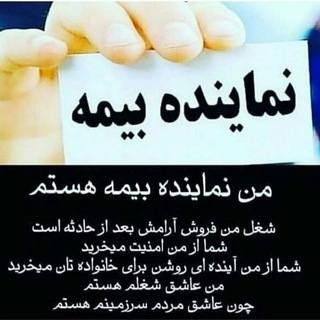 نماینده بیمه
من نماینده بیمه هستم
شغل من فروش آرامش بعد از حادثه است
شما از من امنیت میخرید
شما از من آینده ای روشن برای خانواده تان میخرید
من عاشق شغلم هستم
چون عاشق مردم سرزمینم هستم